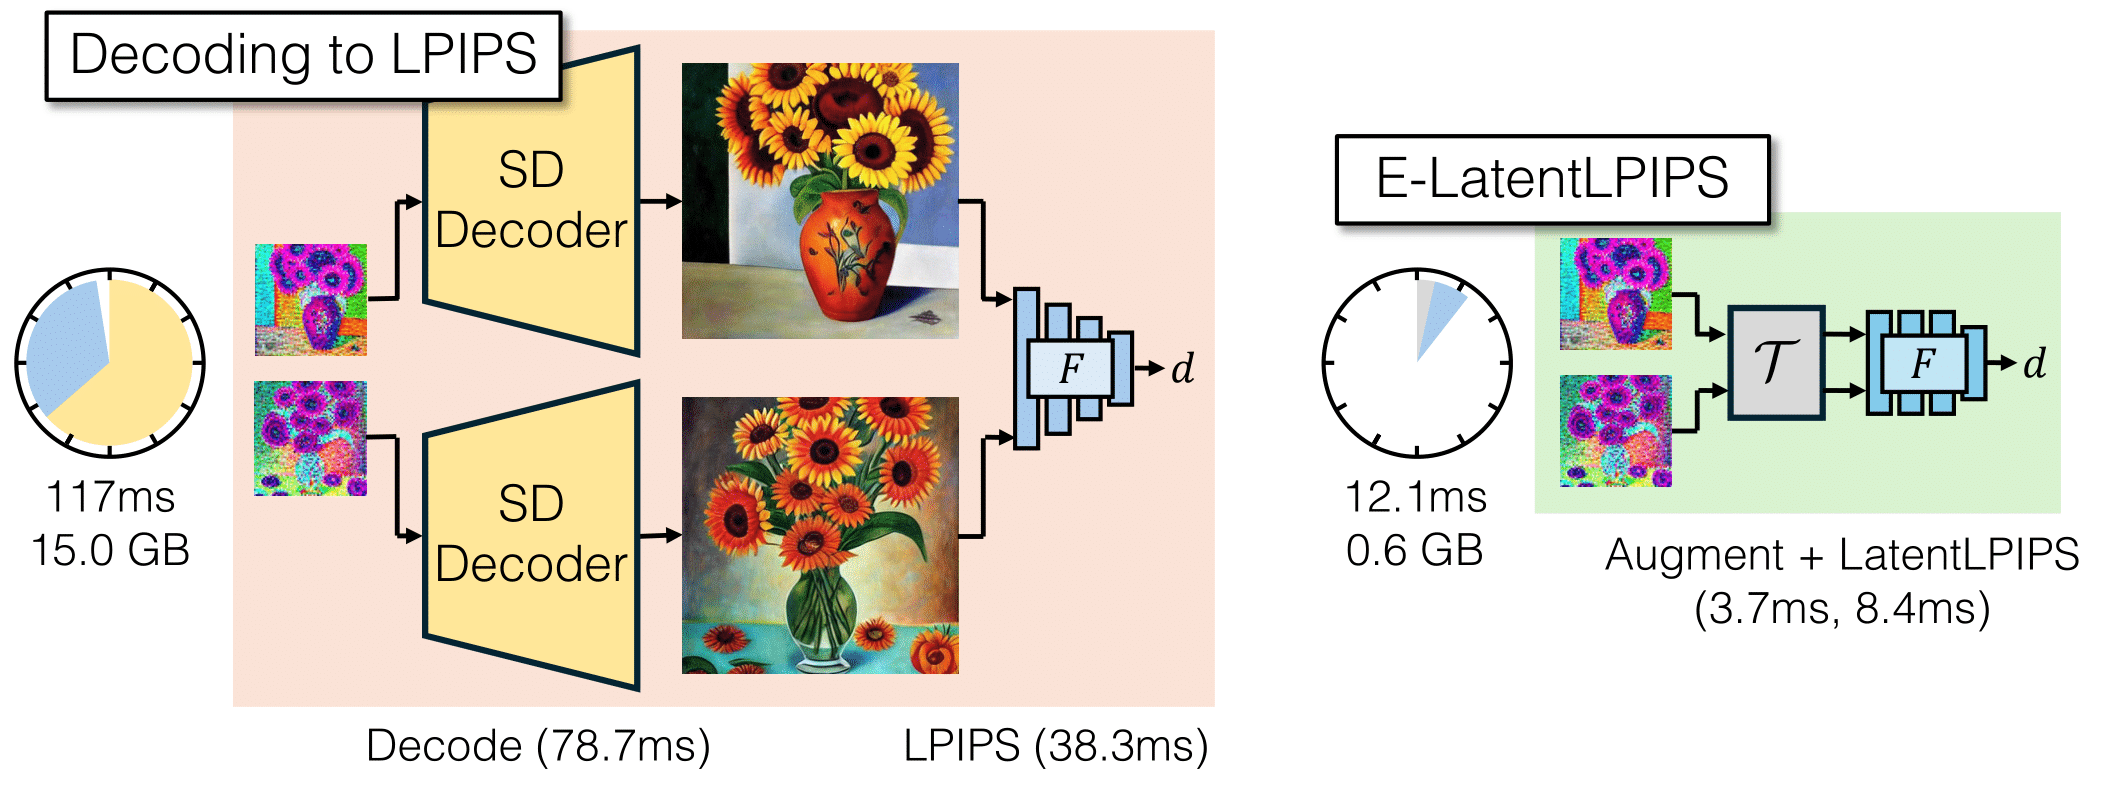 Decoding to LPIPS
SD
Decoder
SD
Decoder
F
d
117ms
15.0 GB
Decode (78.7ms)
LPIPS (38.3ms)
E-LatentLPIPS
𝒯
F
d
12.1ms
0.6 GB
Augment + LatentLPIPS
(3.7ms, 8.4ms)